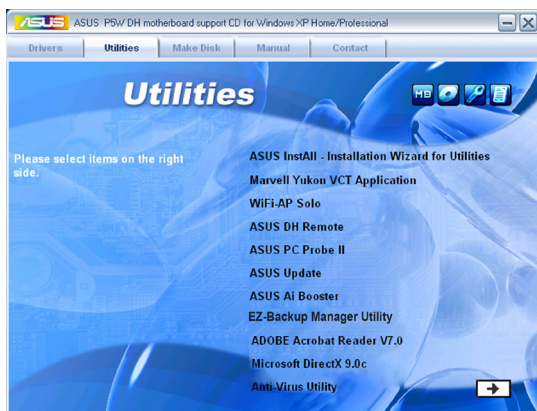 ASUS ASUS P5W DH motherboard support CD for Windows XP Home/Professional
Drivers Utilities Make Disk Manual Contact
Utilities
MB
Please select items on the right
side.
ASUS InstAll - Installation Wizard for Utilities
Marvell Yukon VCT Application
WiFi-AP Solo
ASUS DH Remote
ASUS PC Probe II
ASUS Update
ASUS Ai Booster
EZ-Backup Manager Utility
ADOBE Acrobat Reader V7.0
Microsoft DirectX 9.0c
Anti-Virus Utility